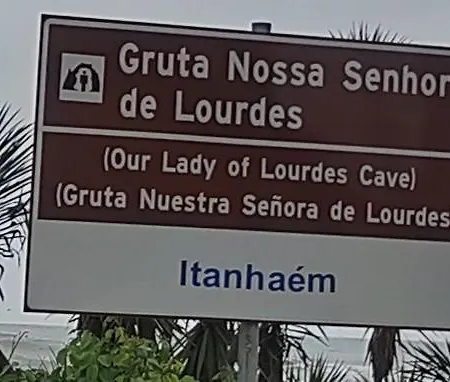 Gruta Nossa Senhor
de Lourdes
(Our Lady of Lourdes Cave)
(Gruta Nuestra Señora de Lourdes
Itanhaém